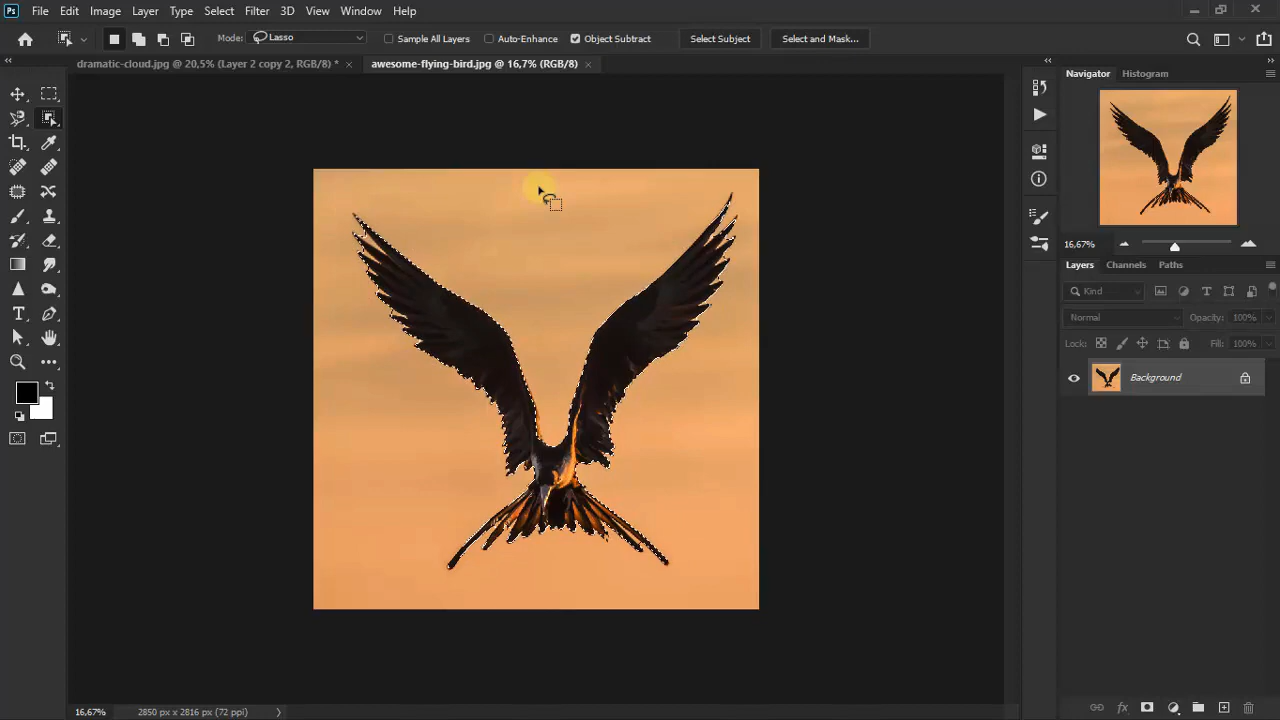 Ps File Edit Image Layer Type Select Filter 3D View Window Help
Mode: Lasso Sample All Layers Auto-Enhance Object Subtract Select Subject Select and Mask...
dramatic-cloud.jpg @ 20,5% (Layer 2 copy 2, RGB/8) * × awesome-flying-bird.jpg @ 16,7% (RGB/8) ×
Navigator Histogram
16,67%
Layers Channels Paths
Kind
Normal Opacity: 100%
Lock: Fill: 100%
Background
16,67% 2850 px x 2816 px (72 ppi)